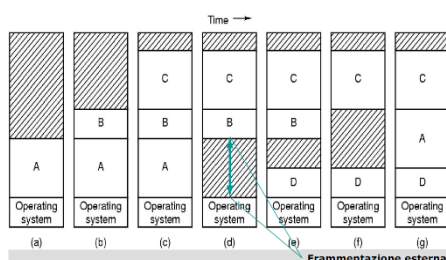 Time
C C C C C
B B B B
A
A A A D D D
Operating system Operating system Operating system Operating system Operating system Operating system Operating system
(a) (b) (c) (d) (e) (f) (g)
Frammentazione esterna